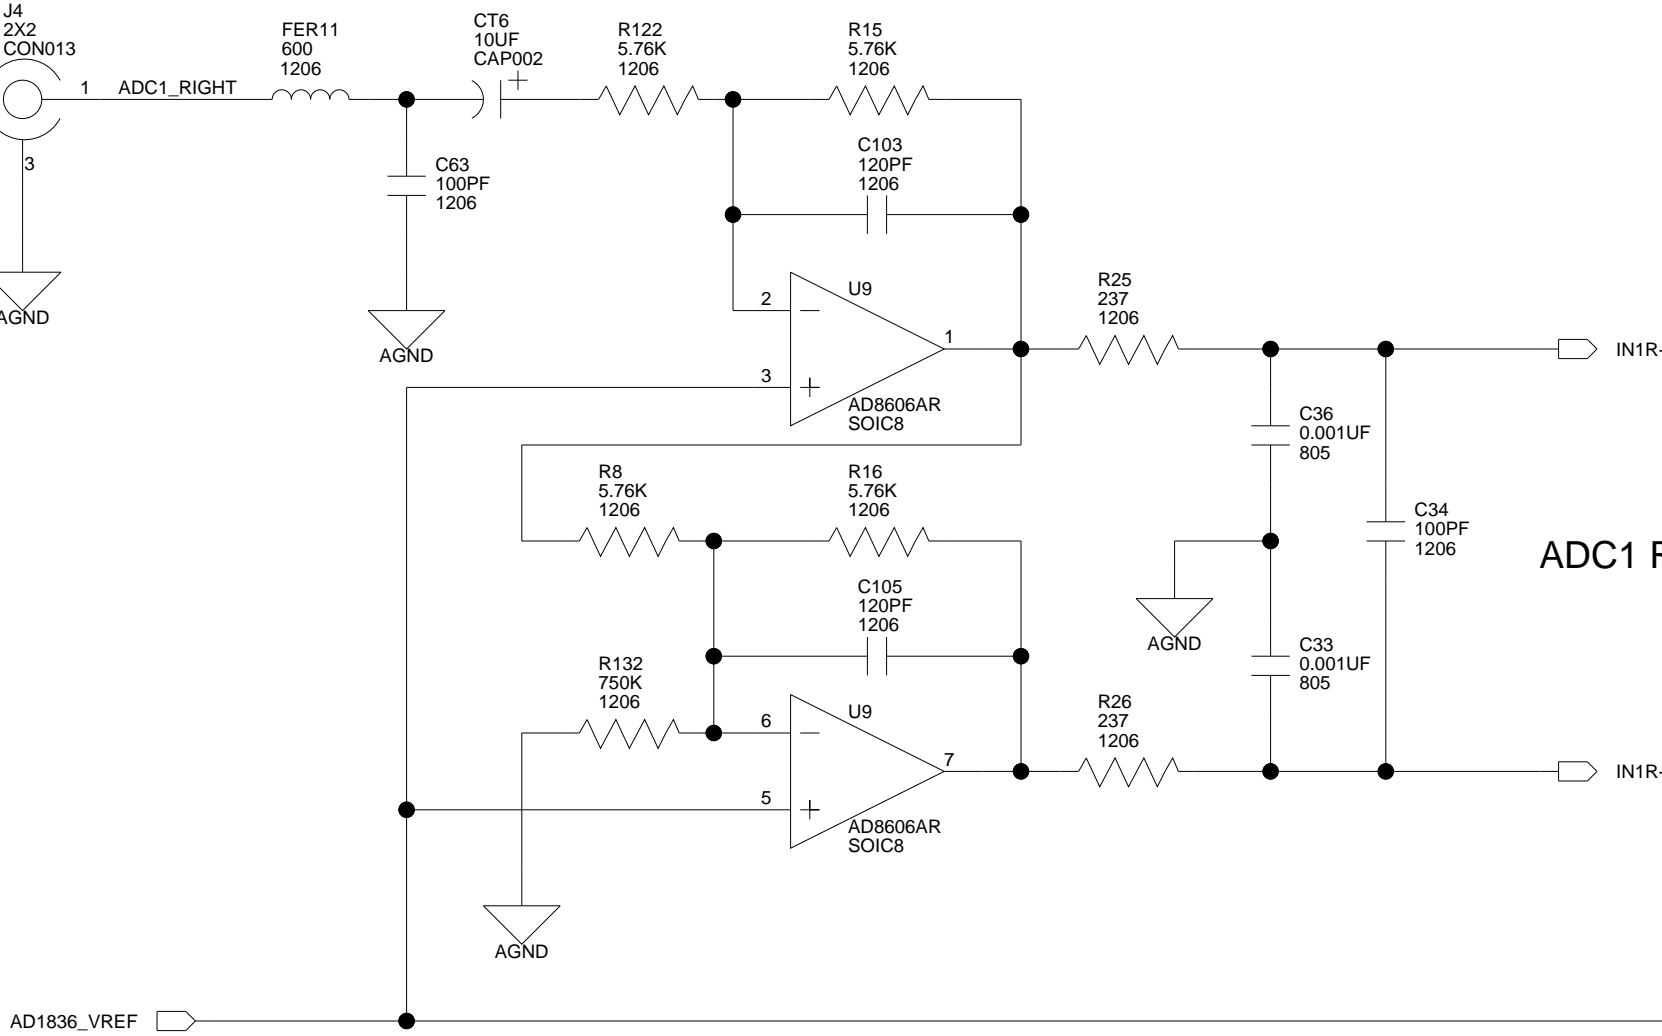 J4
2X2
CON013
1
ADC1_RIGHT
3
AGND
FER11
600
1206
CT6
10UF
CAP002
+
R122
5.76K
1206
R15
5.76K
1206
C63
100PF
1206
AGND
C103
120PF
1206
U9
2
3
1
AD8606AR
SOIC8
R25
237
1206
IN1R-
C36
0.001UF
805
R8
5.76K
1206
R16
5.76K
1206
C34
100PF
1206
ADC1
AGND
C105
120PF
1206
C33
0.001UF
805
R132
750K
1206
U9
6
5
7
AD8606AR
SOIC8
R26
237
1206
IN1R-
AGND
AD1836_VREF